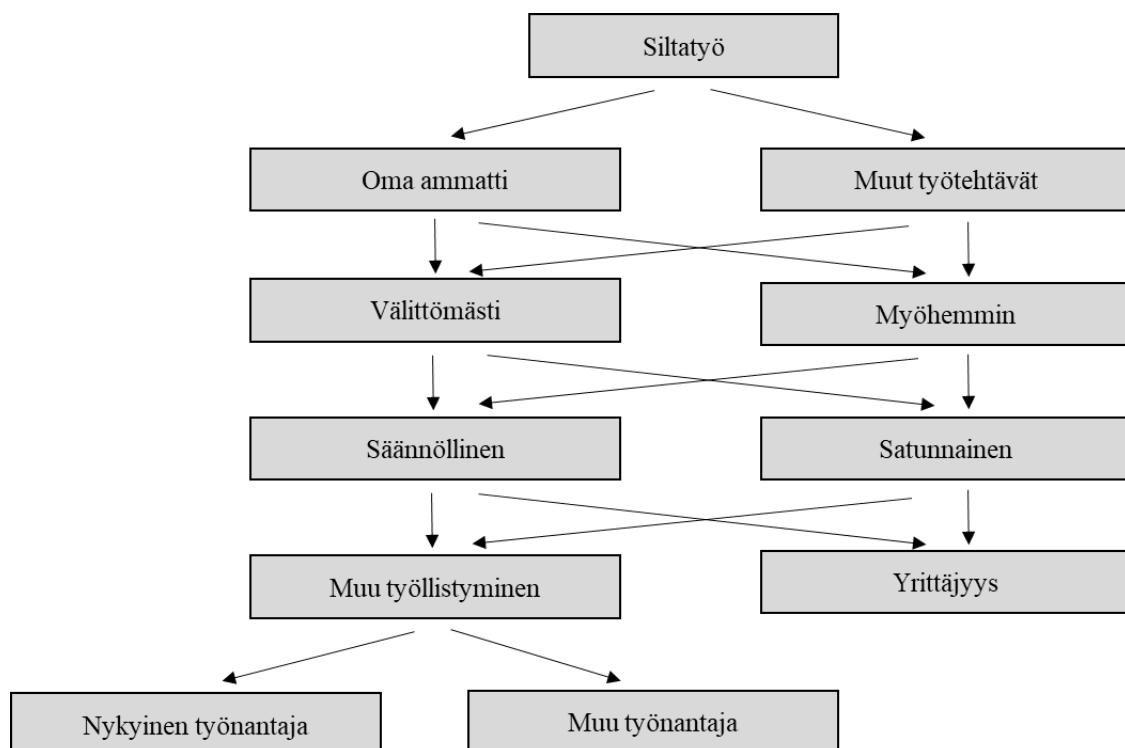 Siltatyö
Oma ammatti
Muut työtehtävät
Välittömästi
Myöhemmin
Säännöllinen
Satunnainen
Muu työllistyminen
Yrittäjyys
Nykyinen työnantaja
Muu työnantaja